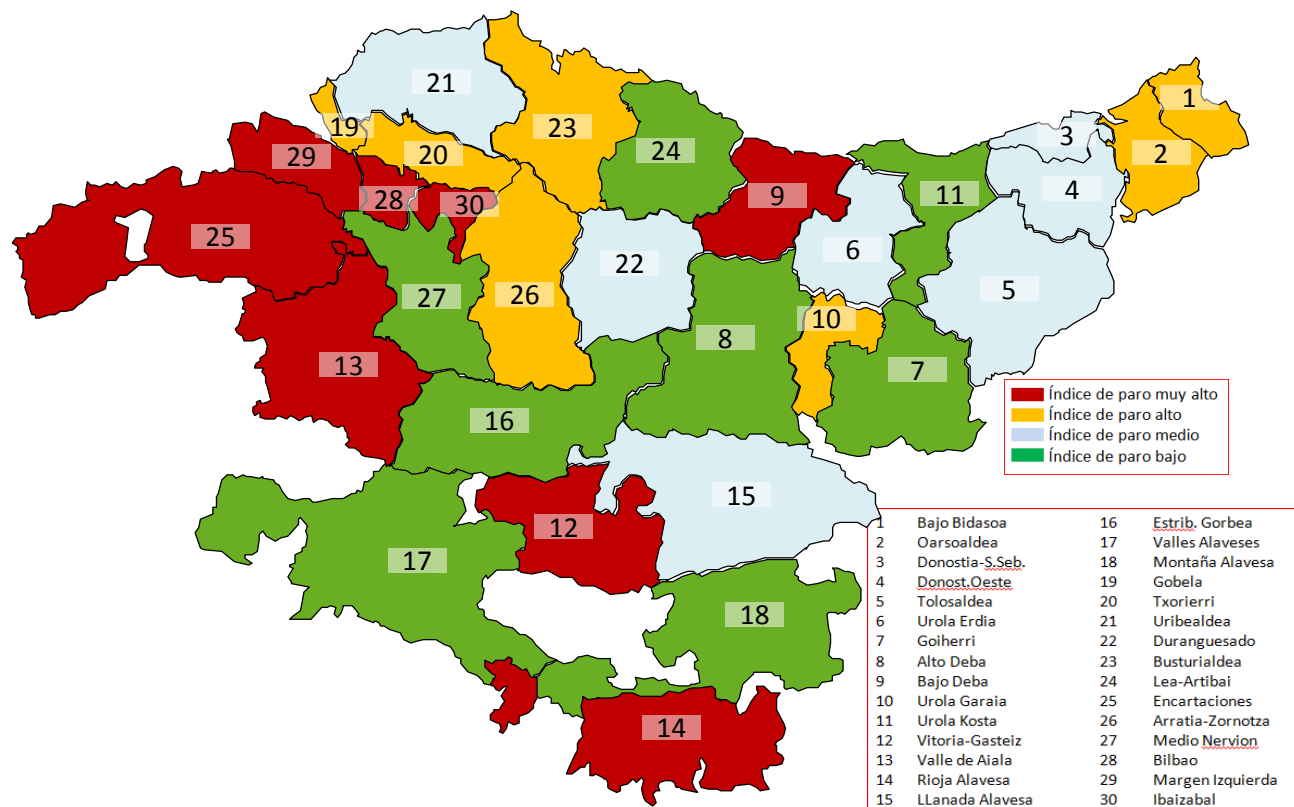 1
21
23
19
3
20
24
2
29
4
9
28
11
30
25
6
22
5
27
26
10
8
7
13
16
15
12
17
18
14
Índice de paro muy alto
Índice de paro alto
Índice de paro medio
Índice de paro bajo
1 Bajo Bidasoa 16 Estrib. Gorbea
2 Oarsoaldea 17 Valles Alaveses
3 Donostia-S.Seb. 18 Montaña Alavesa
4 Donost.Oeste 19 Gobela
5 Tolosaldea 20 Txorierri
6 Urola Erdia 21 Uribealdea
7 Goiherri 22 Duranguesado
8 Alto Deba 23 Busturialdea
9 Bajo Deba 24 Lea-Artibai
10 Urola Garaia 25 Encartaciones
11 Urola Kosta 26 Arratia-Zornotza
12 Vitoria-Gasteiz 27 Medio Nervion
13 Valle de Aiala 28 Bilbao
14 Rioja Alavesa 29 Margen Izquierda
15 LLanada Alavesa 30 Ibaizabal